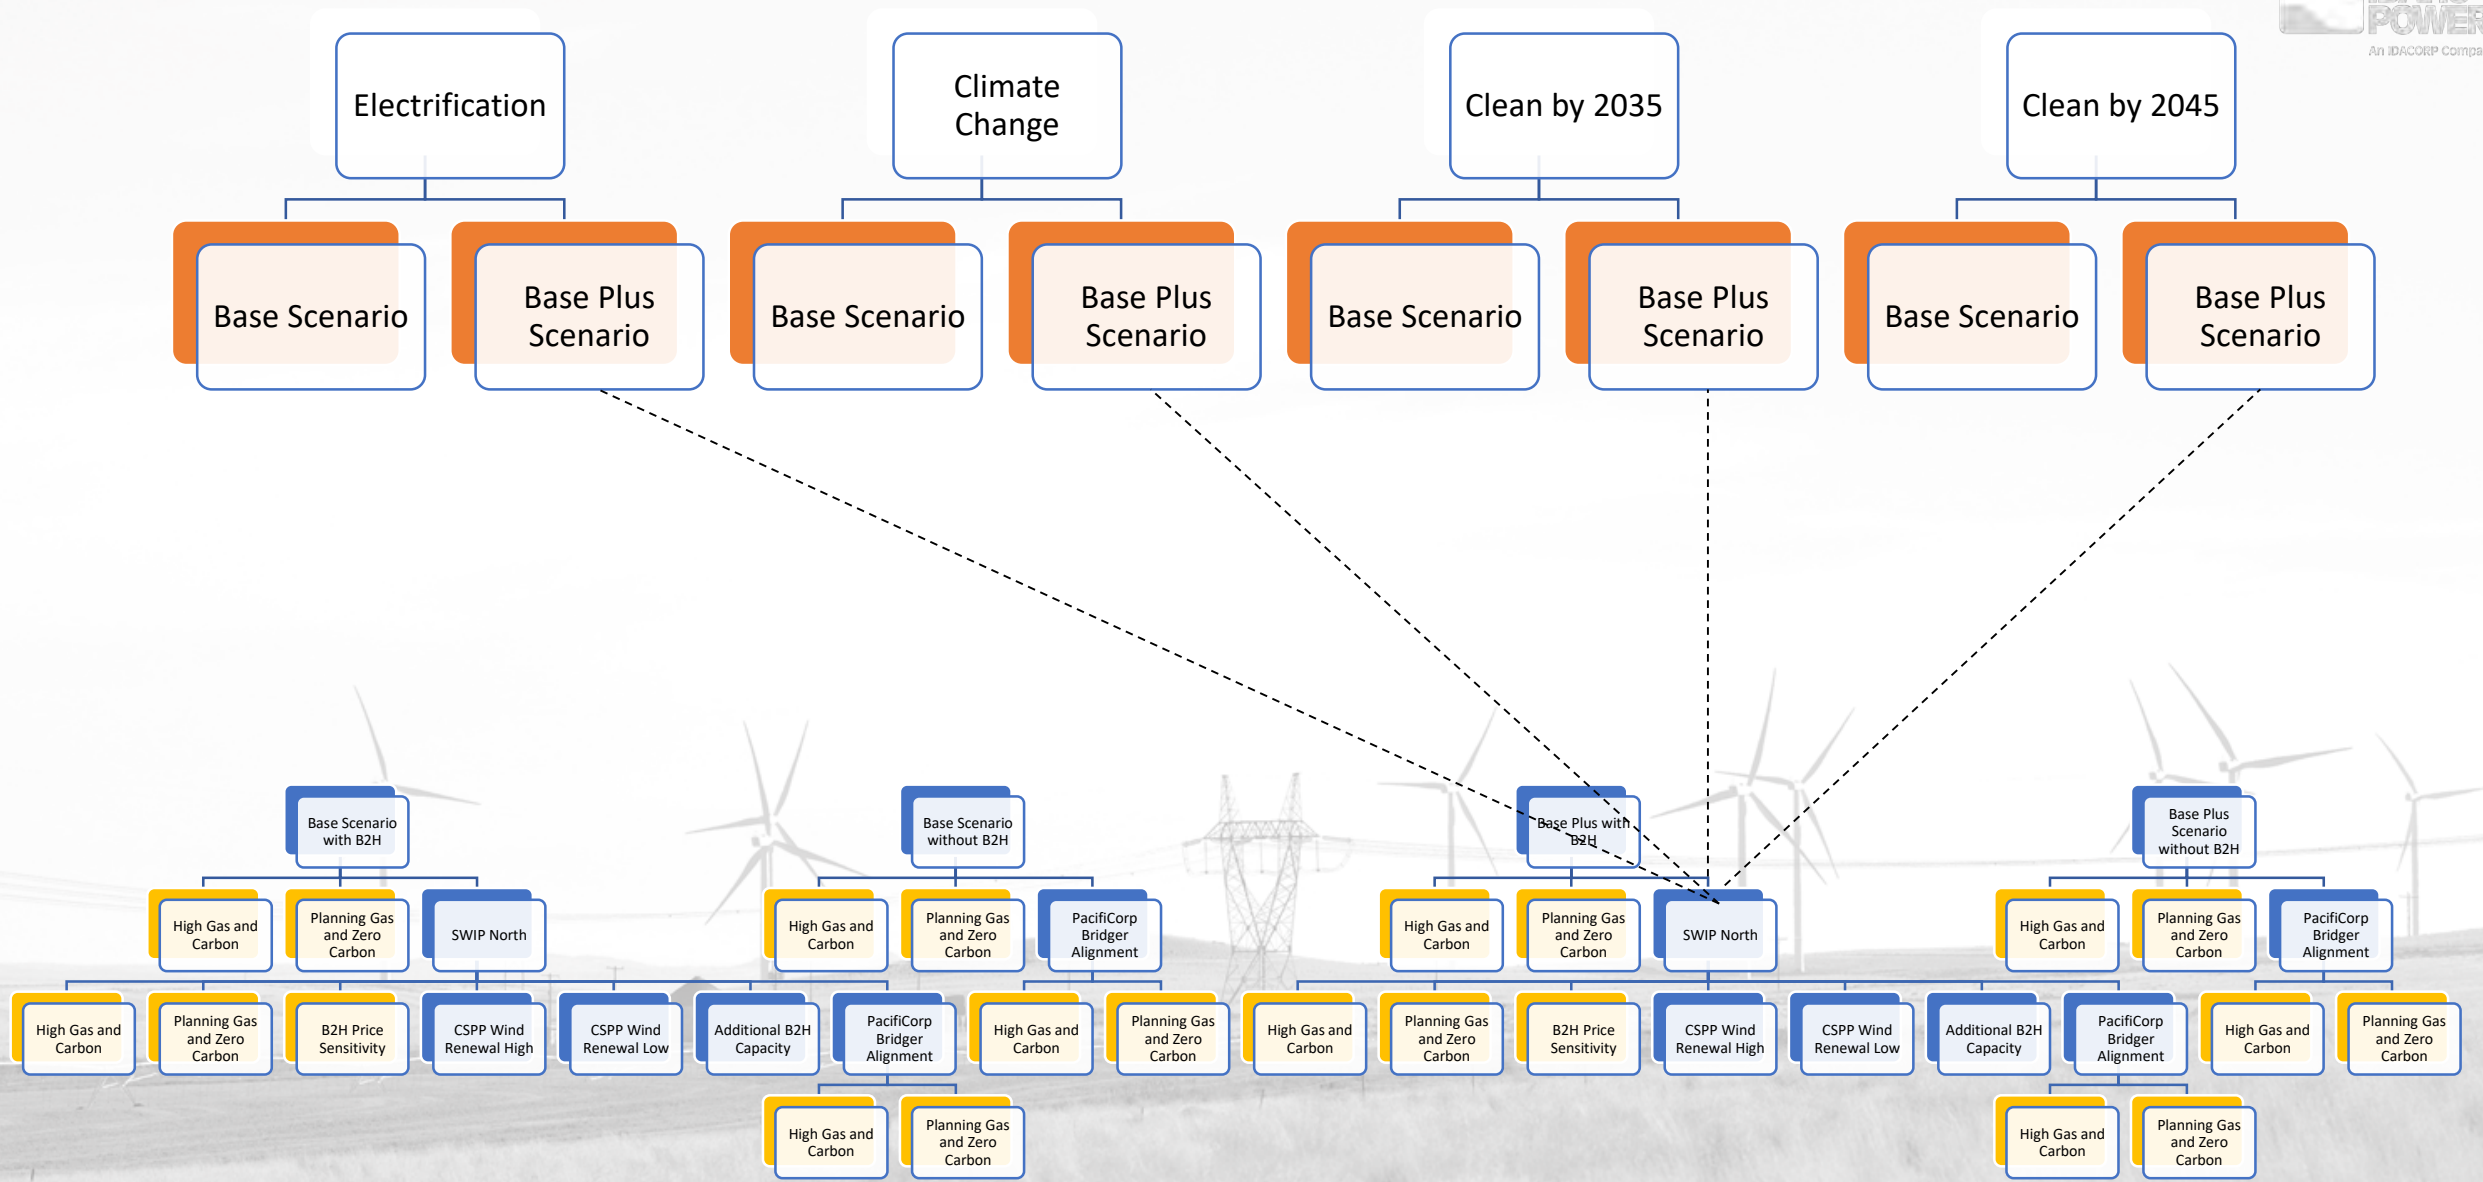 POWER
An IDACORP Compa
Electrification
Climate
Change
Clean by 2035
Clean by 2045
Base Scenario
Base Plus
Scenario
Base Scenario
Base Plus
Scenario
Base Scenario
Base Plus
Scenario
Base Scenario
Base Plus
Scenario
Base Scenario
with B2H
Base Scenario
without B2H
Base Plus with
B2H
Base Plus
Scenario
without B2H
High Gas and
Carbon
Planning Gas
and Zero
Carbon
SWIP North
High Gas and
Carbon
Planning Gas
and Zero
Carbon
PacifiCorp
Bridger
Alignment
High Gas and
Carbon
Planning Gas
and Zero
Carbon
SWIP North
High Gas and
Carbon
Planning Gas
and Zero
Carbon
PacifiCorp
Bridger
Alignment
High Gas and
Carbon
Planning Gas
and Zero
Carbon
B2H Price
Sensitivity
CSPP Wind
Renewal High
CSPP Wind
Renewal Low
Additional B2H
Capacity
PacifiCorp
Bridger
Alignment
High Gas and
Carbon
Planning Gas
and Zero
Carbon
High Gas and
Carbon
Planning Gas
and Zero
Carbon
B2H Price
Sensitivity
CSPP Wind
Renewal High
CSPP Wind
Renewal Low
Additional B2H
Capacity
PacifiCorp
Bridger
Alignment
High Gas and
Carbon
Planning Gas
and Zero
Carbon
High Gas and
Carbon
Planning Gas
and Zero
Carbon
High Gas and
Carbon
Planning Gas
and Zero
Carbon